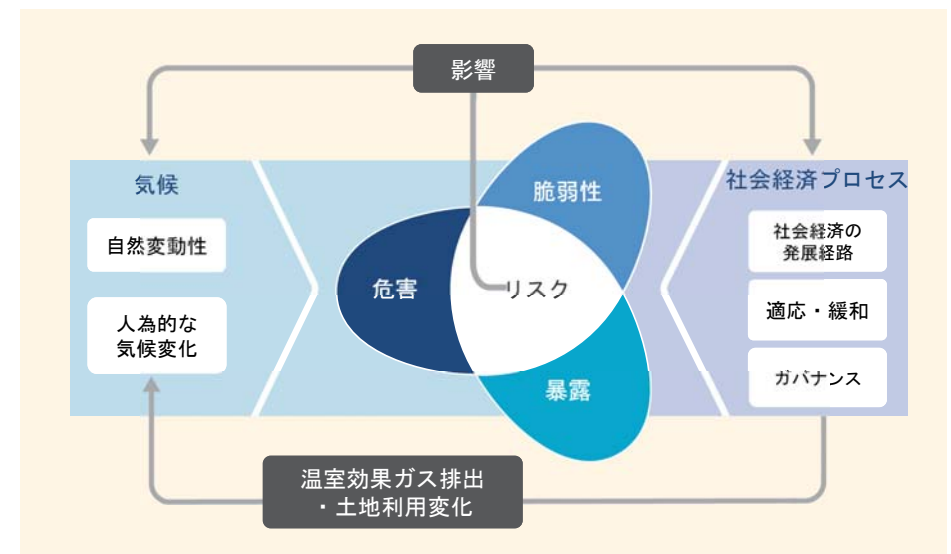 影響
気候
自然変動性
人為的な
気候変化
脆弱性
危害
リスク
暴露
社会経済プロセス
社会経済の
発展経路
適応・緩和
ガバナンス
温室効果ガス排出
・土地利用変化